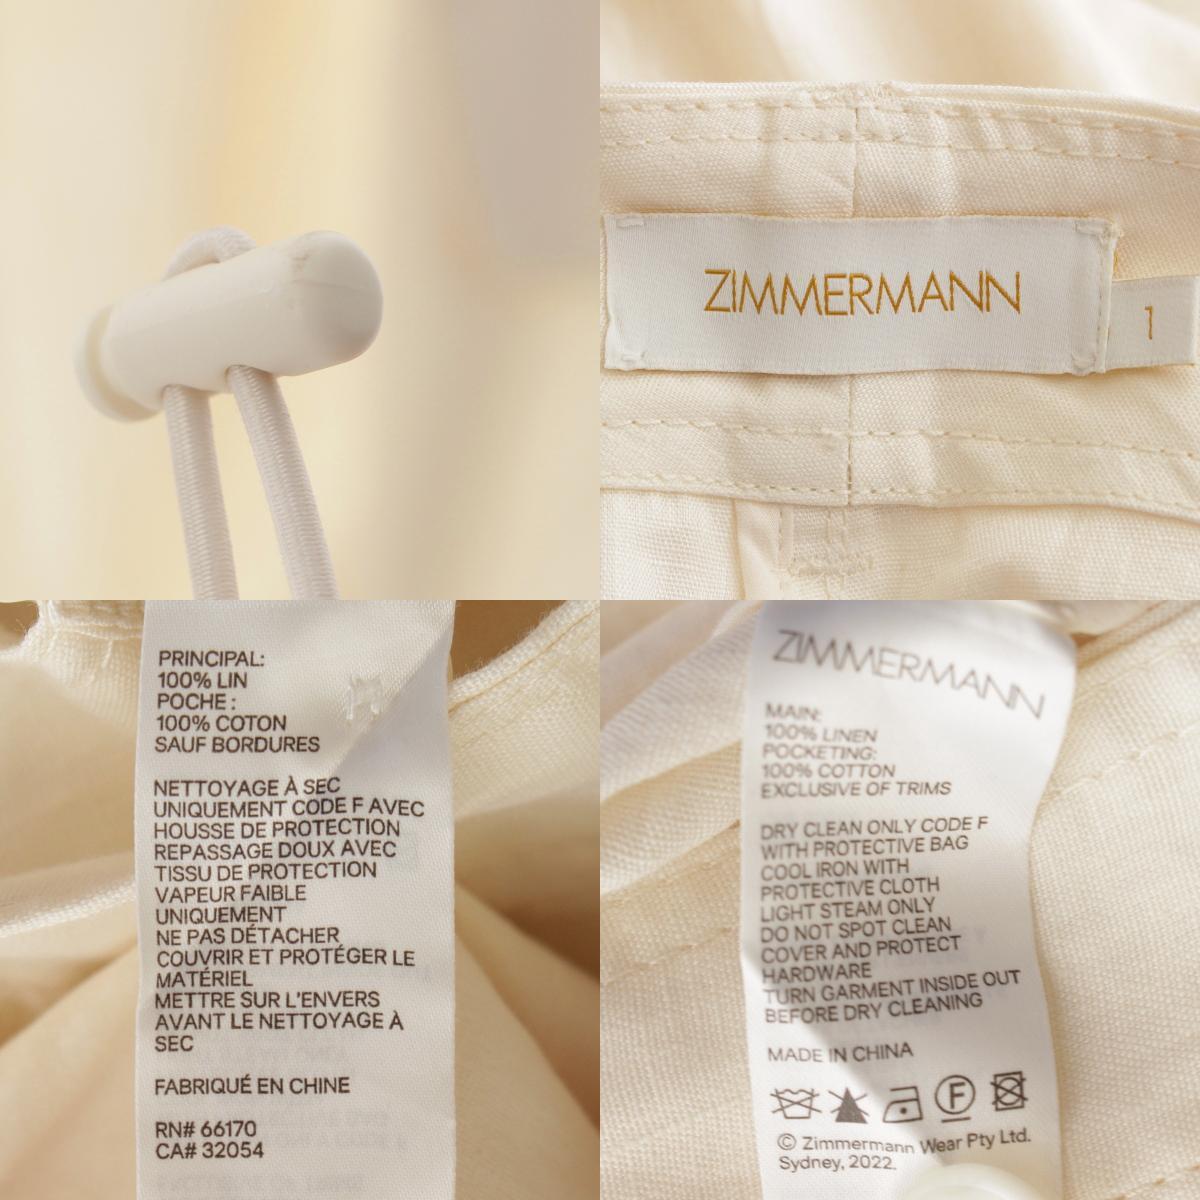 ZIMMERMANN
1
PRINCIPAL:
100% LIN
POCHE :
100% COTON
SAUF BORDURES
NETTOYAGE À SEC
UNIQUEMENT CODE F AVEC
HOUSSE DE PROTECTION
REPASSAGE DOUX AVEC
TISSU DE PROTECTION
VAPEUR FAIBLE
UNIQUEMENT
NE PAS DÉTACHER
COUVRIR ET PROTÉGER LE
MATÉRIEL
METTRE SUR L'ENVERS
AVANT LE NETTOYAGE À
SEC
FABRIQUÉ EN CHINE
RN# 66170
CA# 32054
ZIMMERMANN
MAIN:
100% LINEN
POCKETING:
100% COTTON
EXCLUSIVE OF TRIMS
DRY CLEAN ONLY CODE F
WITH PROTECTIVE BAG
COOL IRON WITH
PROTECTIVE CLOTH
LIGHT STEAM ONLY
DO NOT SPOT CLEAN
COVER AND PROTECT
HARDWARE
TURN GARMENT INSIDE OUT
BEFORE DRY CLEANING
MADE IN CHINA
F
© Zimmermann Wear Pty Ltd.
Sydney, 2022.